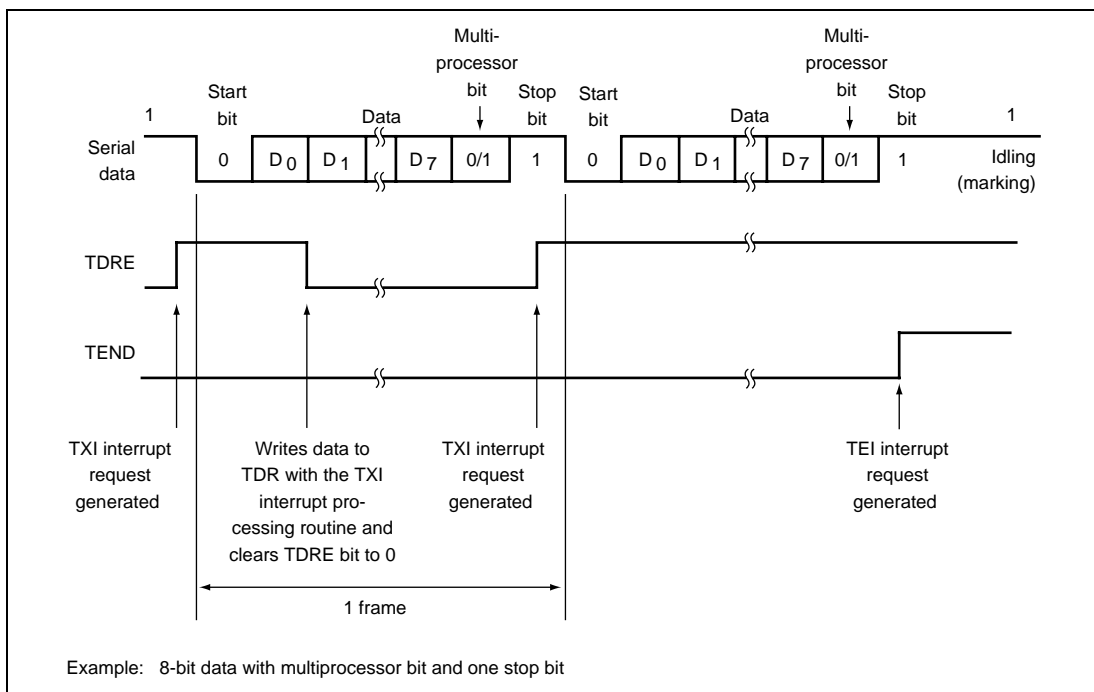 Multi-
processor
bit
Multi-
processor
bit
1
Start
bit
Data
Stop
bit
Start
bit
Data
Stop
bit
1
Serial
data
0 D0 D1 D7 0/1 1 0 D0 D1 D7 0/1 1
Idling
(marking)
TDRE
TEND
TXI interrupt
request
generated
Writes data to
TDR with the TXI
interrupt pro-
cessing routine and
clears TDRE bit to 0
TXI interrupt
request
generated
TEI interrupt
request
generated
1 frame
Example: 8-bit data with multiprocessor bit and one stop bit